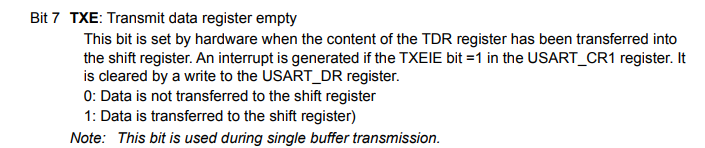 Bit 7 TXE: Transmit data register empty
This bit is set by hardware when the content of the TDR register has been transferred into
the shift register. An interrupt is generated if the TXEIE bit =1 in the USART_CR1 register. It
is cleared by a write to the USART_DR register.
0: Data is not transferred to the shift register
1: Data is transferred to the shift register)
Note: This bit is used during single buffer transmission.